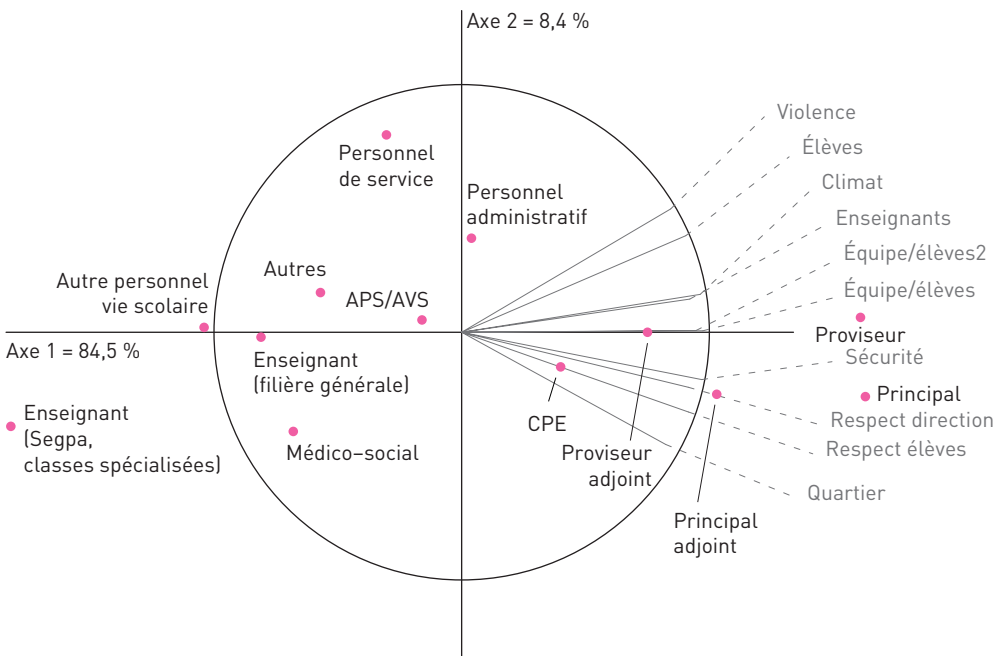 Axe 2 = 8,4 %
Violence
Élèves
Climat
Enseignants
Équipe/élèves2
Équipe/élèves
Personnel
de service
Personnel
administratif
Autres
APS/AVS
Autre personnel
vie scolaire
Axe 1 = 84,5 %
Proviseur
Sécurité
Enseignant
(filière générale)
Principal
Respect direction
Respect élèves
Enseignant
(Segpa,
classes spécialisées)
CPE
Médico–social
Proviseur
adjoint
Quartier
Principal
adjoint